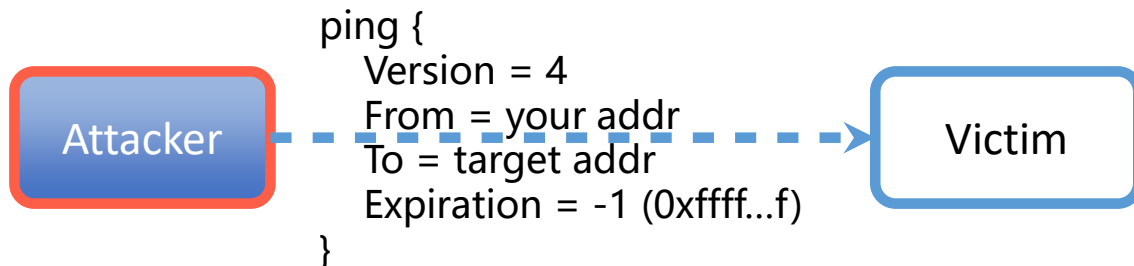 ping {
Version = 4
From = your addr
Attacker
Victim
To = target addr
Expiration = -1 (0xffff...f)
}